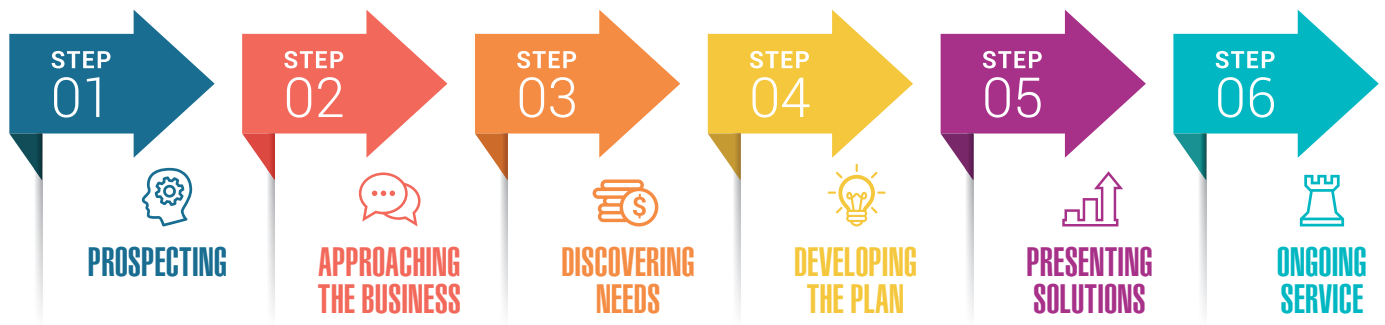 STEP
01
PROSPECTING
STEP
02
APPROACHING
THE BUSINESS
STEP
03
$
DISCOVERING
NEEDS
STEP
04
DEVELOPING
THE PLAN
STEP
05
PRESENTING
SOLUTIONS
STEP
06
ONGOING
SERVICE